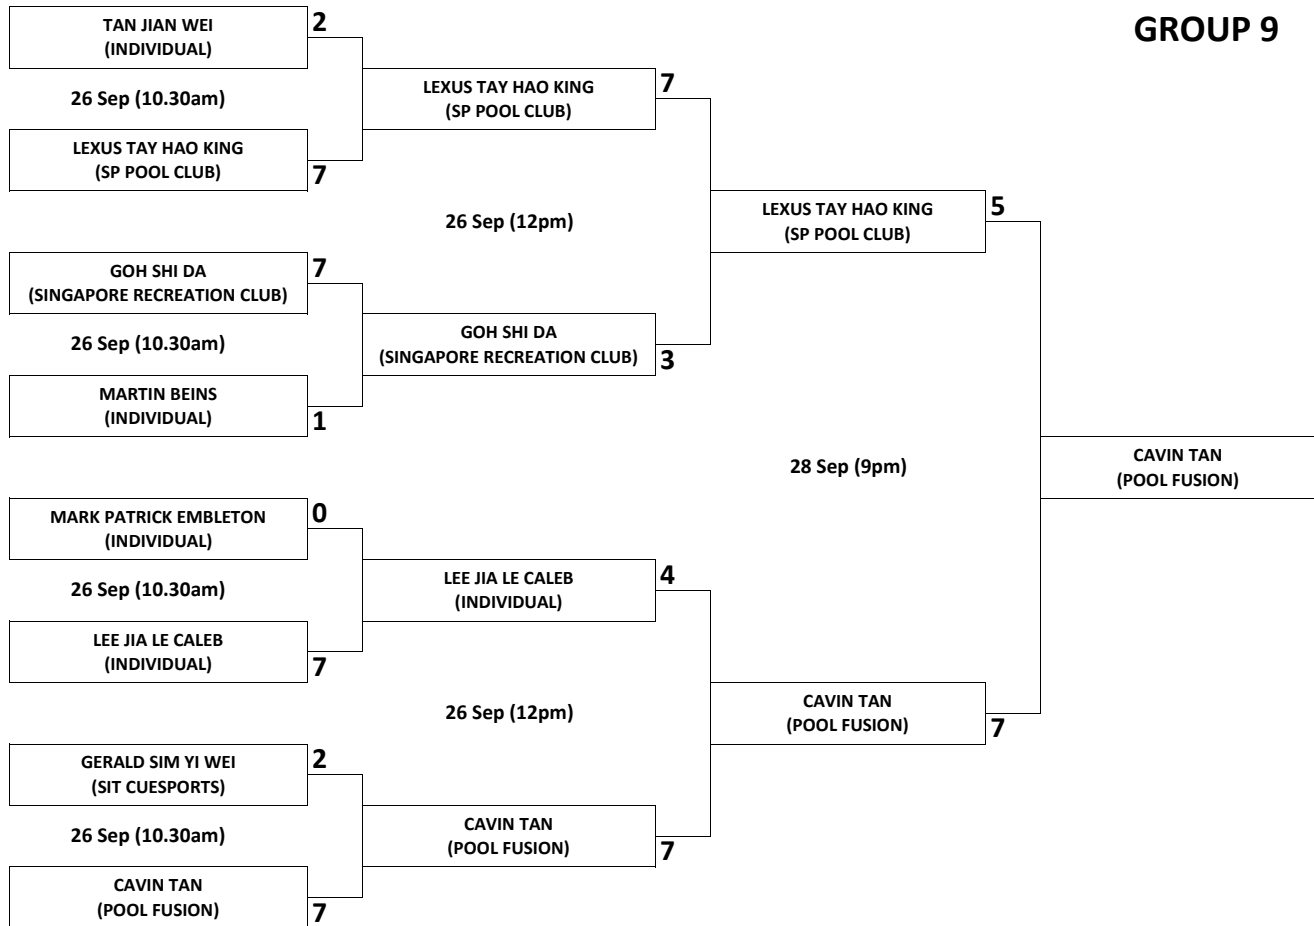 GROUP 9
TAN JIAN WEI
(INDIVIDUAL)
2
26 Sep (10.30am)
LEXUS TAY HAO KING
(SP POOL CLUB)
7
LEXUS TAY HAO KING
(SP POOL CLUB)
7
26 Sep (12pm)
GOH SHI DA
(SINGAPORE RECREATION CLUB)
7
26 Sep (10.30am)
MARTIN BEINS
(INDIVIDUAL)
1
GOH SHI DA
(SINGAPORE RECREATION CLUB)
3
LEXUS TAY HAO KING
(SP POOL CLUB)
5
28 Sep (9pm)
CAVIN TAN
(POOL FUSION)
MARK PATRICK EMBLETON
(INDIVIDUAL)
0
26 Sep (10.30am)
LEE JIA LE CALEB
(INDIVIDUAL)
7
LEE JIA LE CALEB
(INDIVIDUAL)
4
26 Sep (12pm)
CAVIN TAN
(POOL FUSION)
7
GERALD SIM YI WEI
(SIT CUESPORTS)
2
26 Sep (10.30am)
CAVIN TAN
(POOL FUSION)
7
CAVIN TAN
(POOL FUSION)
7